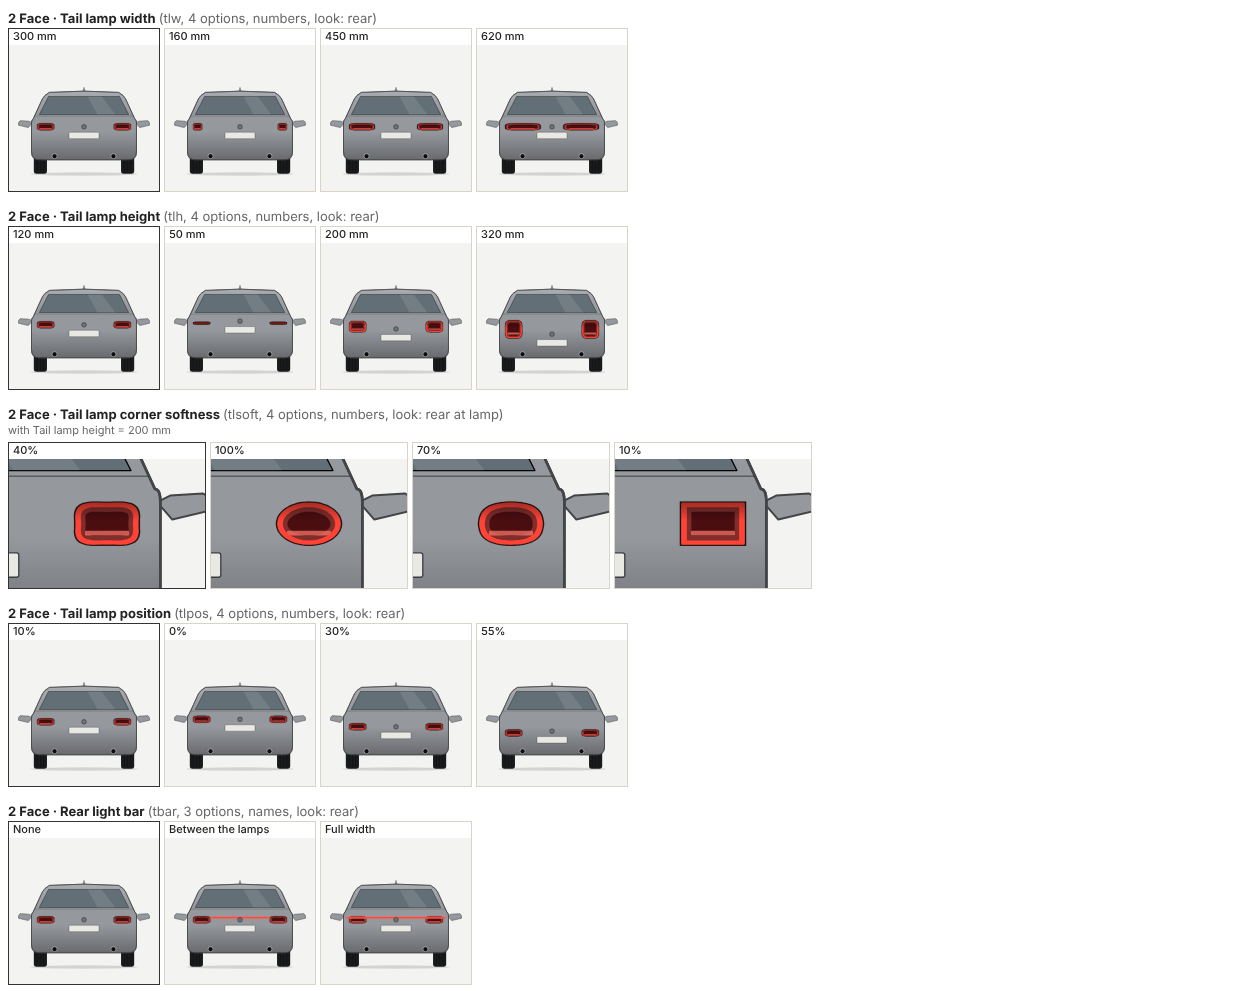 2 Face · Tail lamp width (tlw, 4 options, numbers, look: rear)
300 mm 160 mm 450 mm 620 mm
2 Face · Tail lamp height (tlh, 4 options, numbers, look: rear)
120 mm 50 mm 200 mm 320 mm
2 Face · Tail lamp corner softness (tlsoft, 4 options, numbers, look: rear at lamp)
with Tail lamp height = 200 mm
40% 100% 70% 10%
2 Face · Tail lamp position (tlpos, 4 options, numbers, look: rear)
10% 0% 30% 55%
2 Face · Rear light bar (tbar, 3 options, names, look: rear)
None Between the lamps Full width